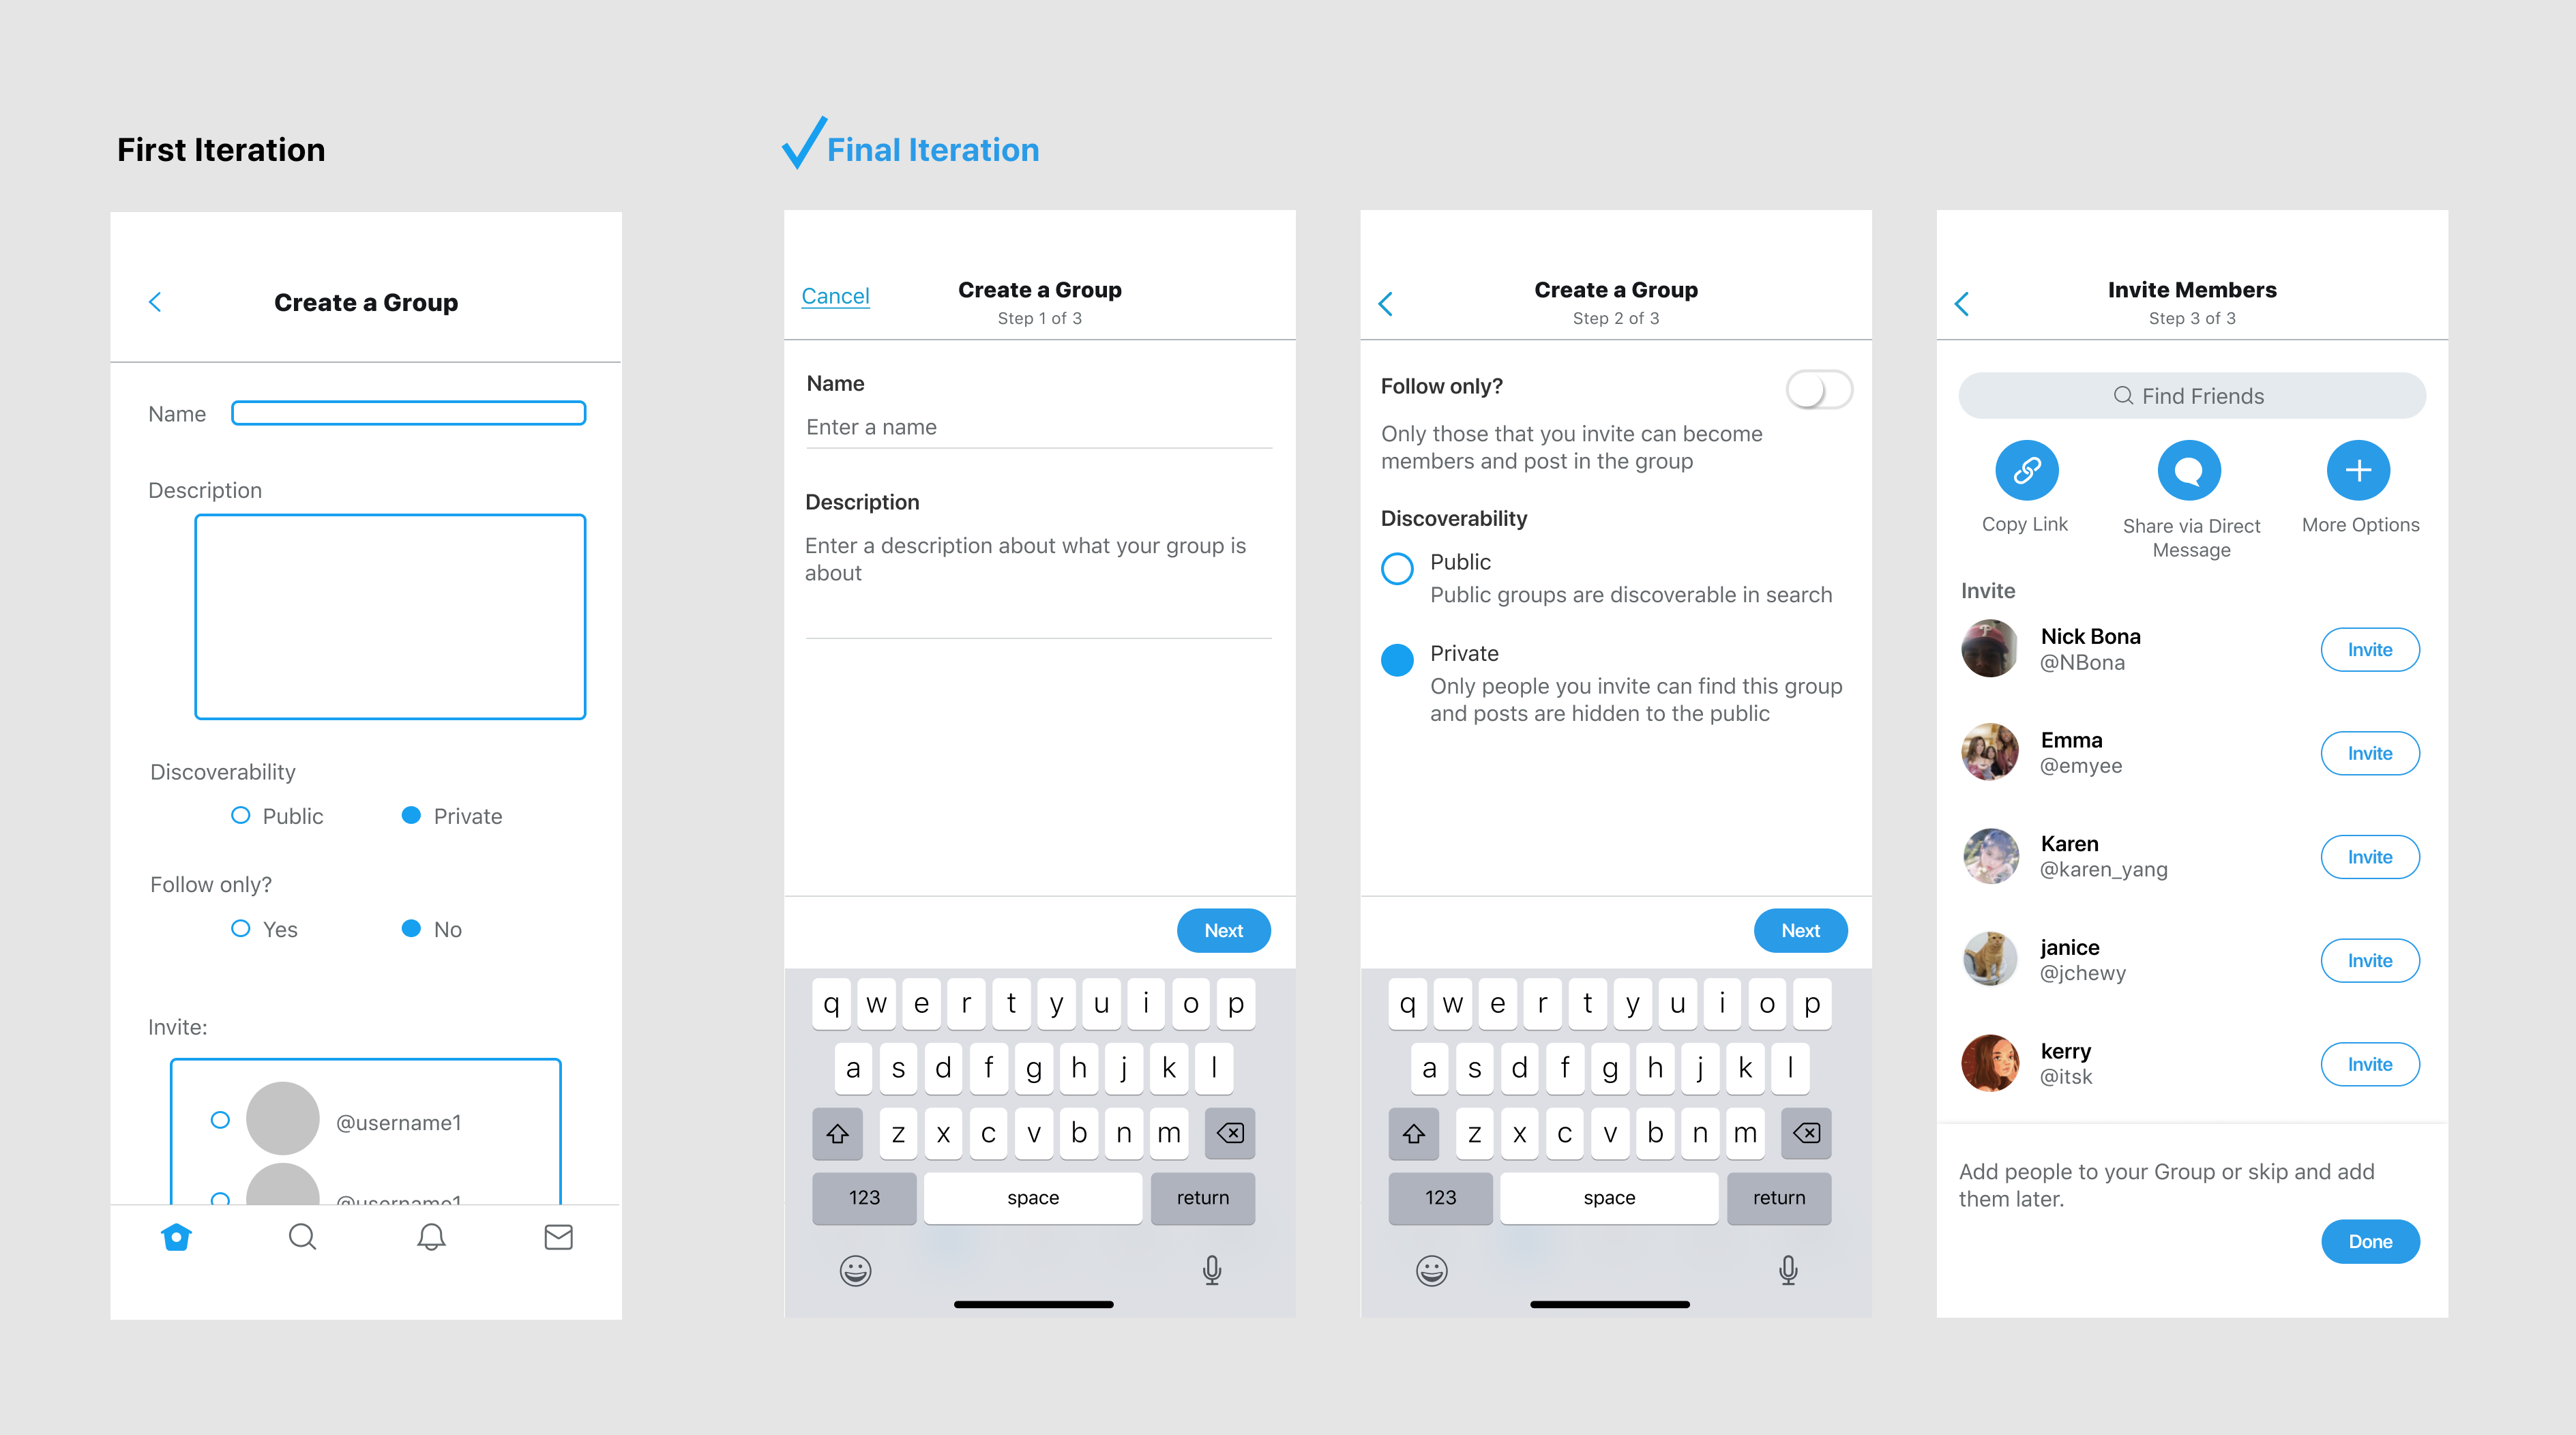 First Iteration
Create a Group
Name
Description
Discoverability
Public
Private
Follow only?
Yes
No
Invite:
@username1
@username1
Final Iteration
Cancel
Create a Group
Step 1 of 3
Name
Enter a name
Description
Enter a description about what your group is
about
Next
q w e r t y u i o p
a s d f g h j k l
z x c v b n m
123 space return
Create a Group
Step 2 of 3
Follow only?
Only those that you invite can become
members and post in the group
Discoverability
Public
Public groups are discoverable in search
Private
Only people you invite can find this group
and posts are hidden to the public
Next
q w e r t y u i o p
a s d f g h j k l
z x c v b n m
123 space return
Invite Members
Step 3 of 3
Find Friends
Copy Link
Share via Direct
Message
More Options
Invite
Nick Bona
@NBona
Invite
Emma
@emyee
Invite
Karen
@karen_yang
Invite
janice
@jchewy
Invite
kerry
@itsk
Invite
Add people to your Group or skip and add
them later.
Done